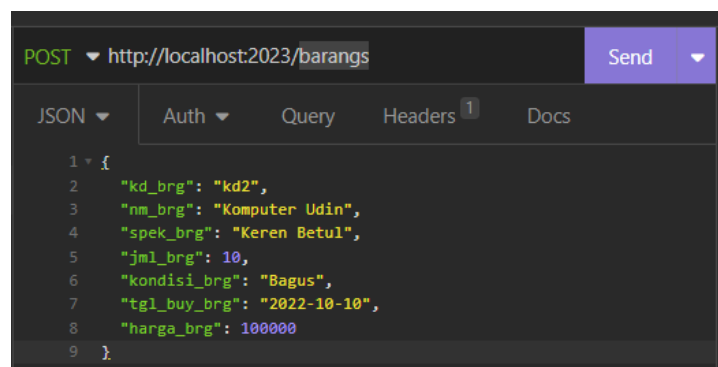 POST http://localhost:2023/barangs Send
JSON Auth Query Headers 1 Docs
1 {
2 "kd_brg": "kd2",
3 "nm_brg": "Komputer Udin",
4 "spek_brg": "Keren Betul",
5 "jml_brg": 10,
6 "kondisi_brg": "Bagus",
7 "tgl_buy_brg": "2022-10-10",
8 "harga_brg": 100000
9 }